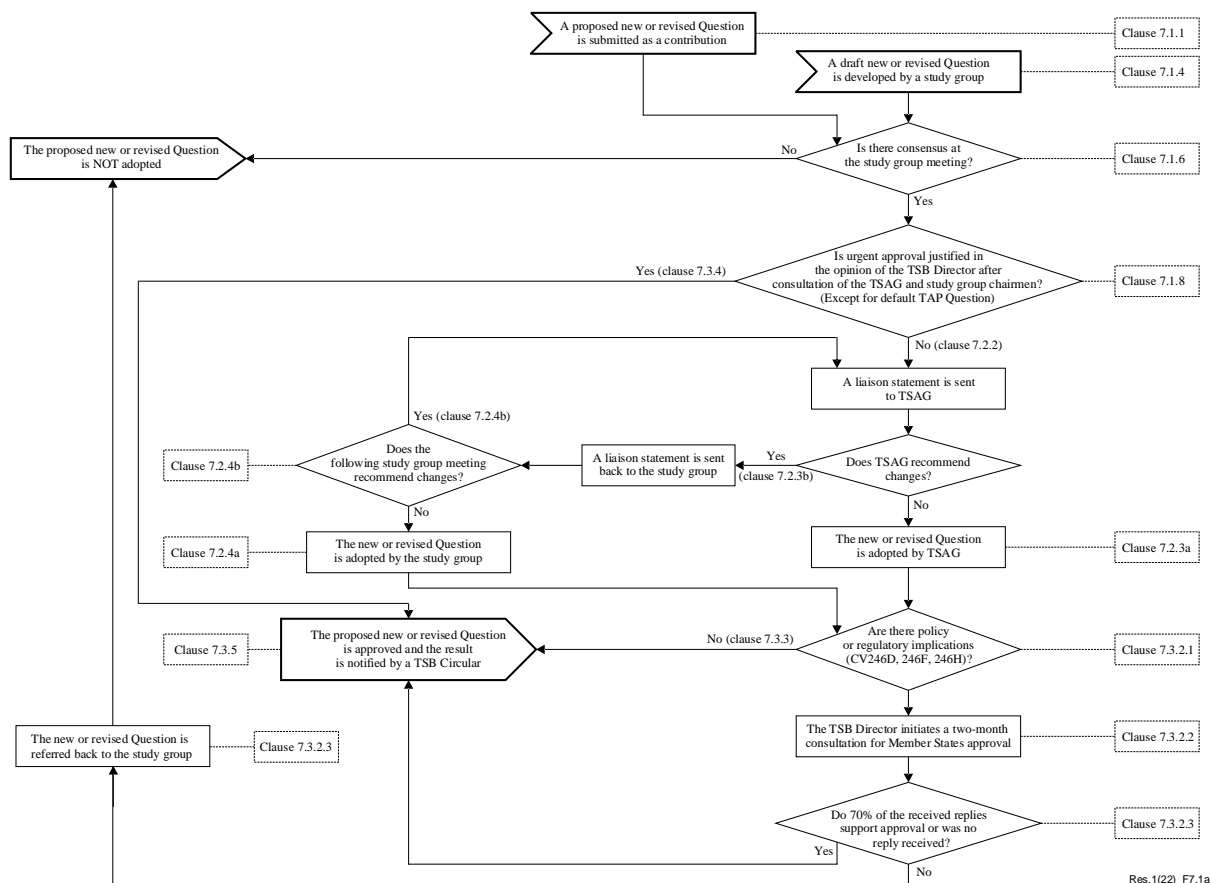 A proposed new or revised Question
is submitted as a contribution
Clause 7.1.1
A draft new or revised Question
is developed by a study group
Clause 7.1.4
The proposed new or revised Question
is NOT adopted
No
Is there consensus at
the study group meeting?
Clause 7.1.6
Yes
Yes (clause 7.3.4)
Is urgent approval justified in
the opinion of the TSB Director after
consultation of the TSAG and study group chairmen?
(Except for default TAP Question)
Clause 7.1.8
No (clause 7.2.2)
A liaison statement is sent
to TSAG
Yes (clause 7.2.4b)
Clause 7.2.4b
Does the
following study group meeting
recommend changes?
A liaison statement is sent
back to the study group
Yes
(clause 7.2.3b)
Does TSAG recommend
changes?
No
No
Clause 7.2.4a
The new or revised Question
is adopted by the study group
The new or revised Question
is adopted by TSAG
Clause 7.2.3a
Clause 7.3.5
The proposed new or revised Question
is approved and the result
is notified by a TSB Circular
No (clause 7.3.3)
Are there policy
or regulatory implications
(CV246D, 246F, 246H)?
Clause 7.3.2.1
The new or revised Question is
referred back to the study group
Clause 7.3.2.3
The TSB Director initiates a two-month
consultation for Member States approval
Clause 7.3.2.2
Do 70% of the received replies
support approval or was no
reply received?
Clause 7.3.2.3
Yes
No
Res.1(22)_F7.1a